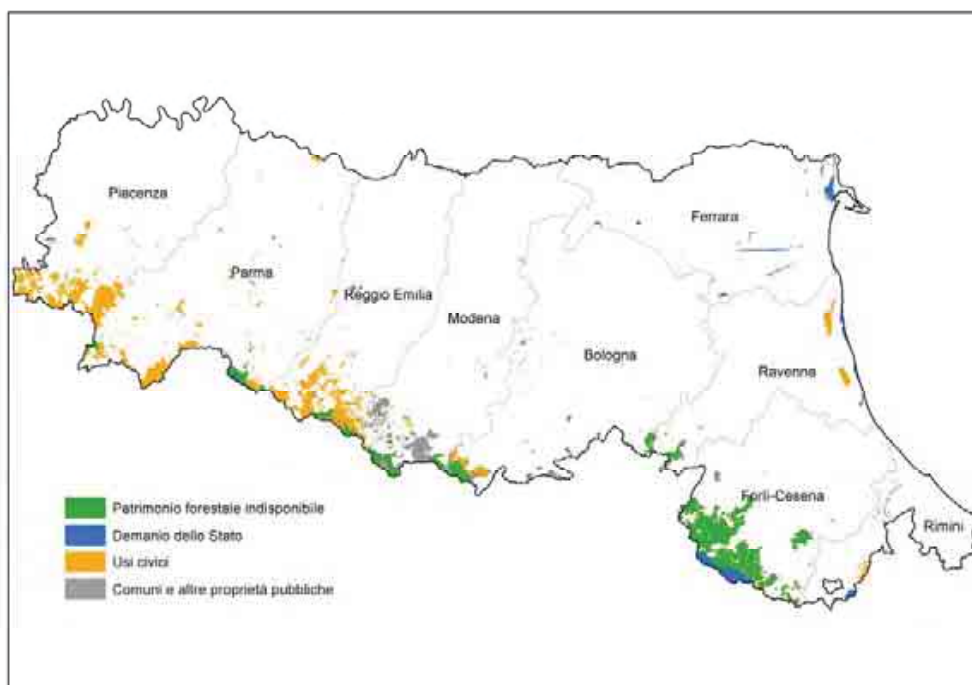 Piacenza
Parma
Reggio Emilia
Modena
Bologna
Ferrara
Ravenna
Forlì-Cesena
Rimini
Patrimonio forestale indisponibile
Demanio dello Stato
Usi civici
Comuni e altre proprietà pubbliche